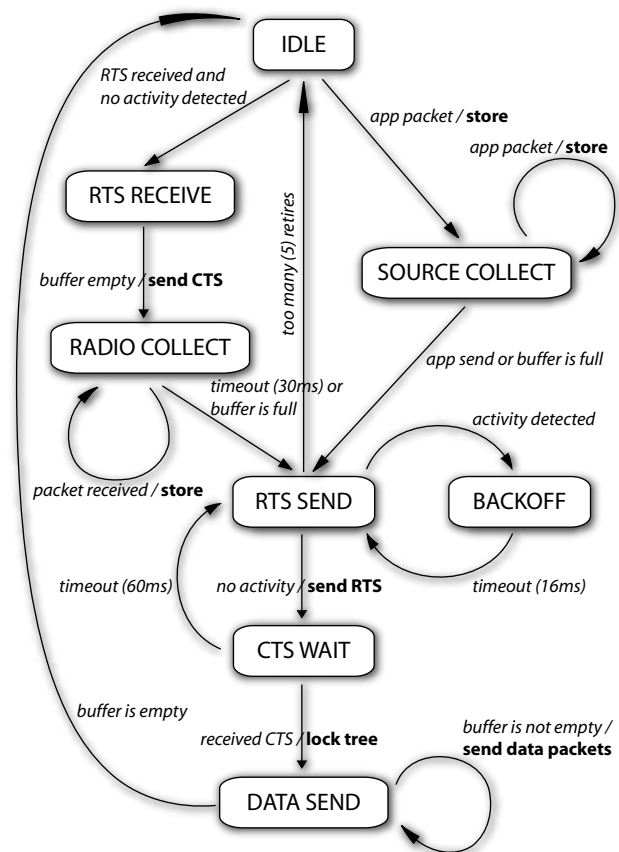 IDLE
RTS received and
no activity detected
app packet / store
app packet / store
RTS RECEIVE
too many (5) retires
SOURCE COLLECT
buffer empty / send CTS
RADIO COLLECT
app send or buffer is full
timeout (30ms) or
buffer is full
activity detected
packet received / store
RTS SEND
BACKOFF
timeout (60ms)
no activity / send RTS
timeout (16ms)
CTS WAIT
buffer is empty
received CTS / lock tree
buffer is not empty /
send data packets
DATA SEND